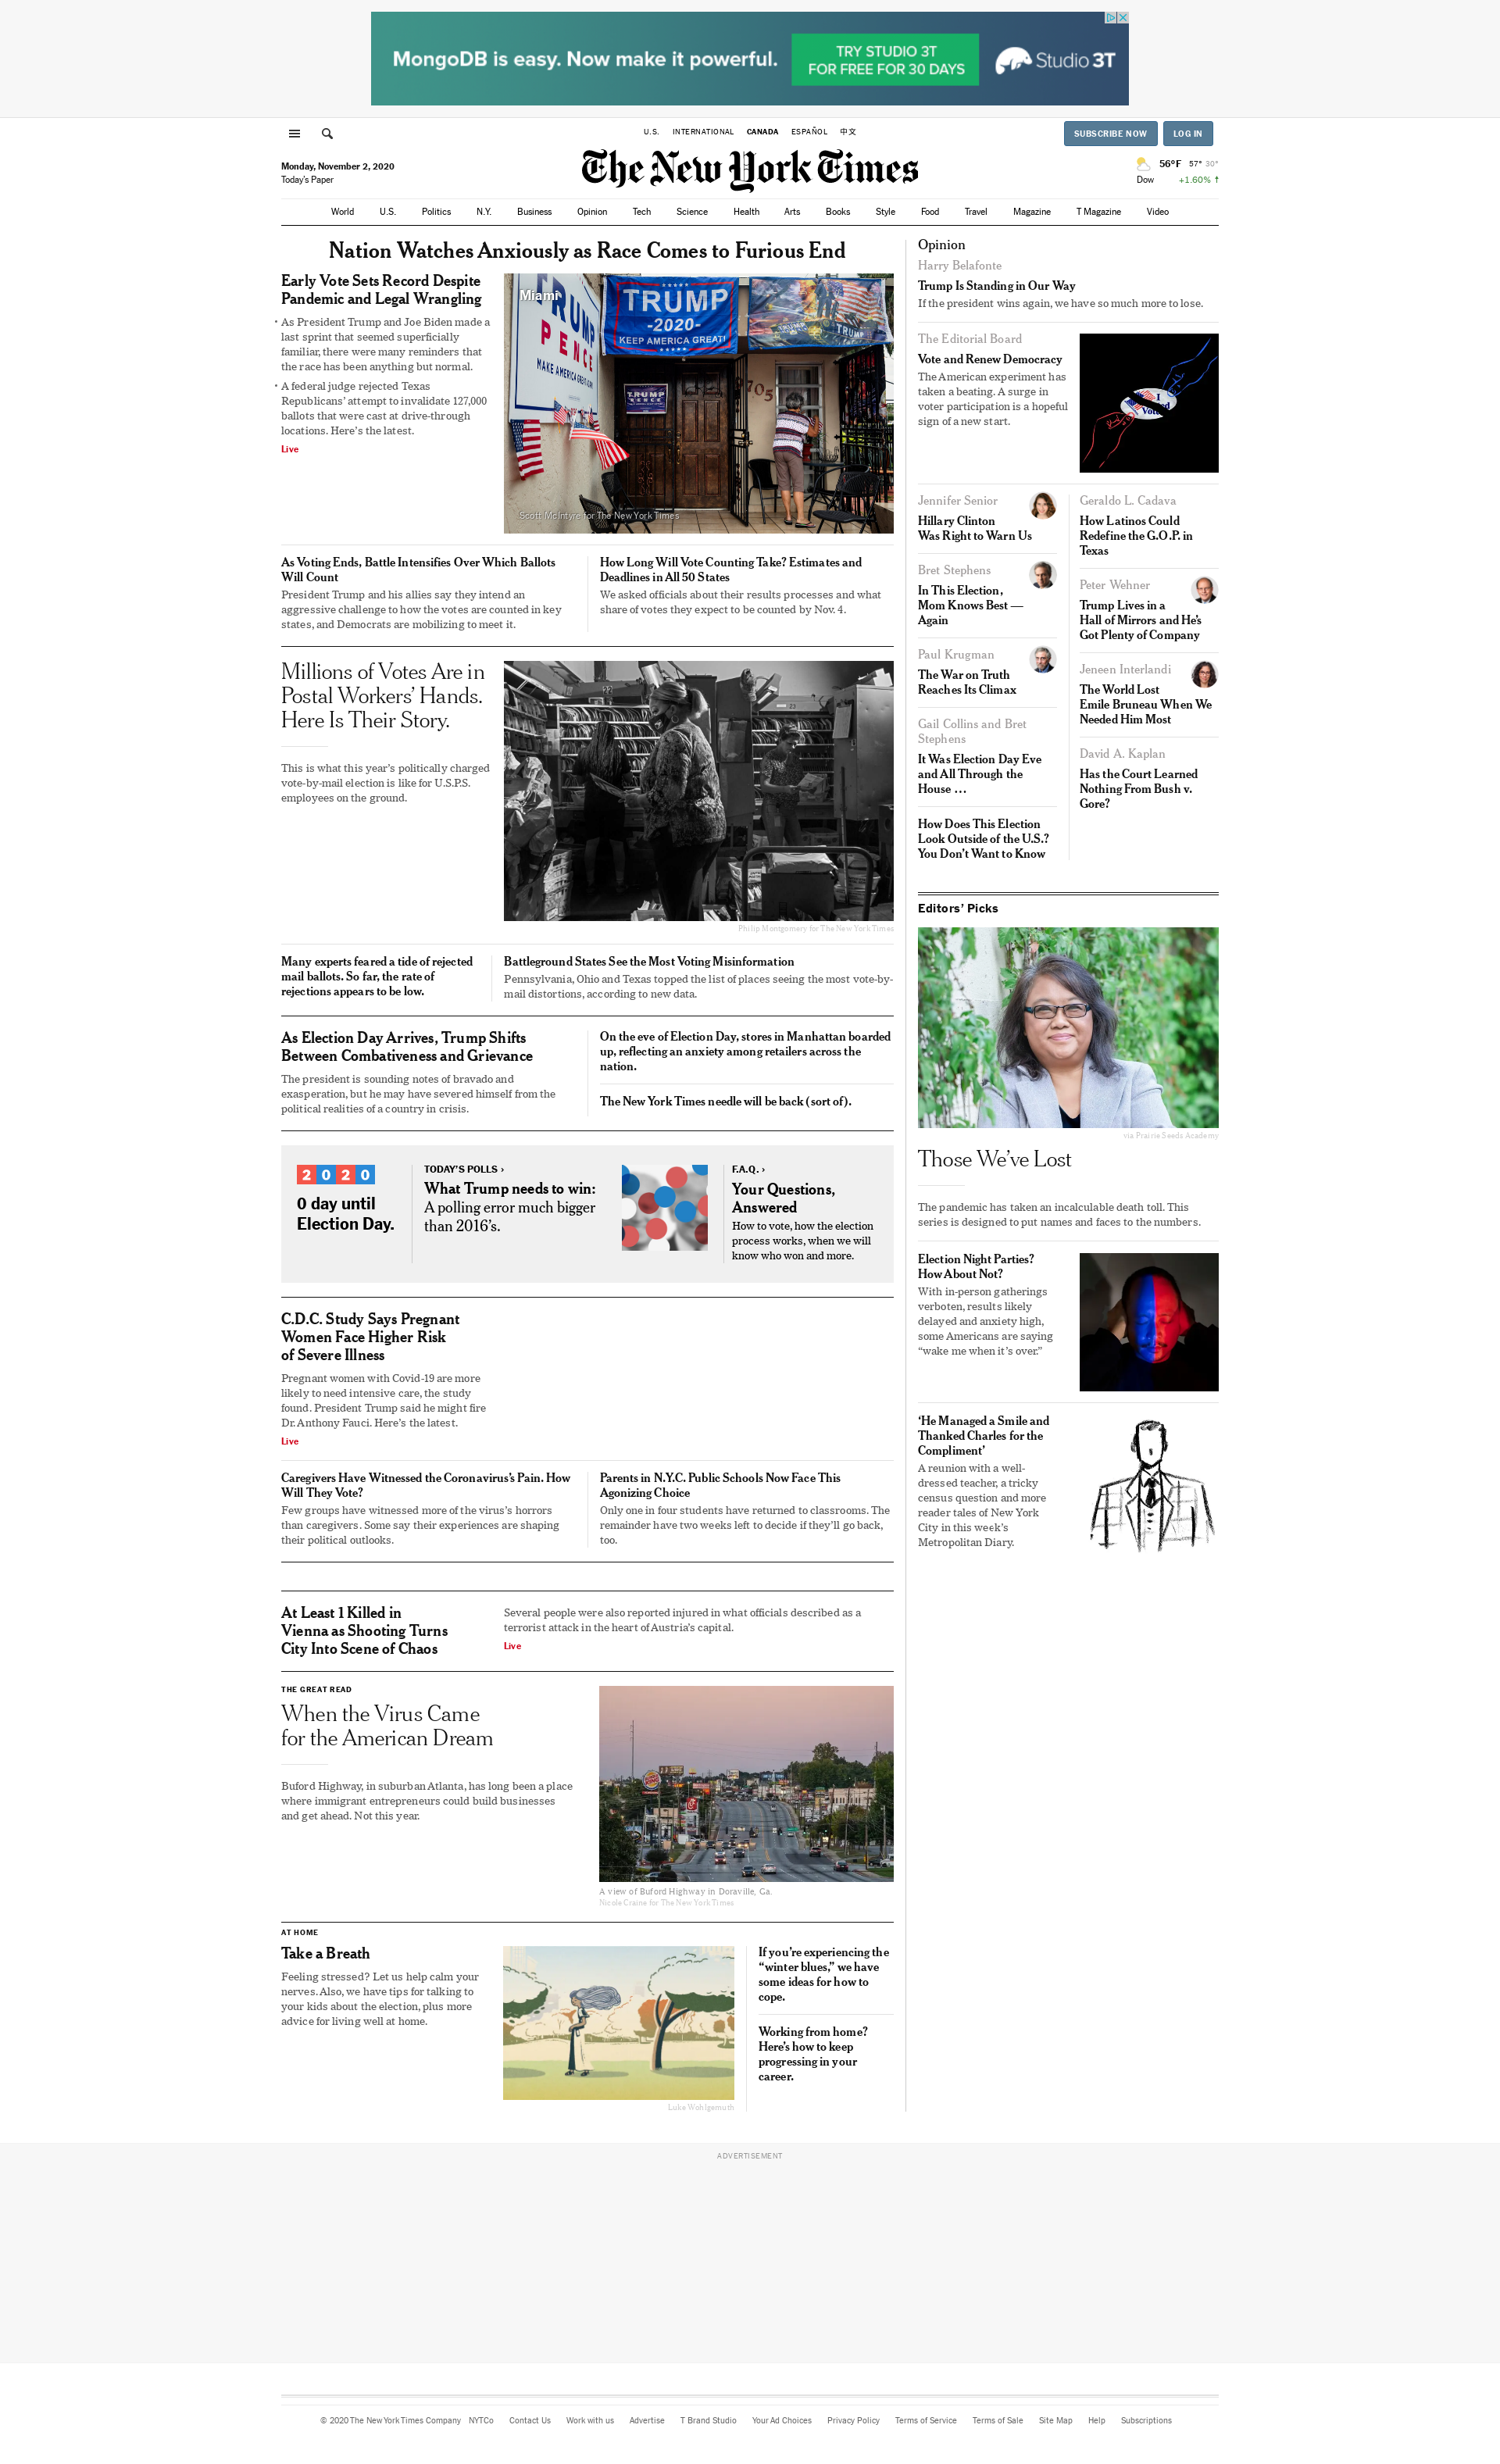 MongoDB is easy. Now make it powerful.
TRY STUDIO 3T
FOR FREE FOR 30 DAYS
Studio 3T
U.S.
INTERNATIONAL
CANADA
ESPAÑOL
中文
SUBSCRIBE NOW
LOG IN
Monday, November 2, 2020
Today's Paper
The New York Times
56°F 57° 30°
Dow +1.60% ↑
World
U.S.
Politics
N.Y.
Business
Opinion
Tech
Science
Health
Arts
Books
Style
Food
Travel
Magazine
T Magazine
Video
Nation Watches Anxiously as Race Comes to Furious End
Early Vote Sets Record Despite
Pandemic and Legal Wrangling
• As President Trump and Joe Biden made a
last sprint that seemed superficially
familiar, there were many reminders that
the race has been anything but normal.
• A federal judge rejected Texas
Republicans' attempt to invalidate 127,000
ballots that were cast at drive-through
locations. Here's the latest.
Live
Miami
TRUMP
PENCE
MAKE AMERICA GREAT AGAIN!
TRUMP
-2020-
KEEP AMERICA GREAT!
TRUMP
TRUMP
PENCE
705
Scott McIntyre for The New York Times
As Voting Ends, Battle Intensifies Over Which Ballots
Will Count
President Trump and his allies say they intend an
aggressive challenge to how the votes are counted in key
states, and Democrats are mobilizing to meet it.
How Long Will Vote Counting Take? Estimates and
Deadlines in All 50 States
We asked officials about their results processes and what
share of votes they expect to be counted by Nov. 4.
Millions of Votes Are in
Postal Workers' Hands.
Here Is Their Story.
This is what this year's politically charged
vote-by-mail election is like for U.S.P.S.
employees on the ground.
Philip Montgomery for The New York Times
Many experts feared a tide of rejected
mail ballots. So far, the rate of
rejections appears to be low.
Battleground States See the Most Voting Misinformation
Pennsylvania, Ohio and Texas topped the list of places seeing the most vote-by-
mail distortions, according to new data.
As Election Day Arrives, Trump Shifts
Between Combativeness and Grievance
The president is sounding notes of bravado and
exasperation, but he may have severed himself from the
political realities of a country in crisis.
On the eve of Election Day, stores in Manhattan boarded
up, reflecting an anxiety among retailers across the
nation.
The New York Times needle will be back (sort of).
2020
0 day until
Election Day.
TODAY'S POLLS ›
What Trump needs to win:
A polling error much bigger
than 2016's.
F.A.Q. ›
Your Questions,
Answered
How to vote, how the election
process works, when we will
know who won and more.
C.D.C. Study Says Pregnant
Women Face Higher Risk
of Severe Illness
Pregnant women with Covid-19 are more
likely to need intensive care, the study
found. President Trump said he might fire
Dr. Anthony Fauci. Here's the latest.
Live
Caregivers Have Witnessed the Coronavirus's Pain. How
Will They Vote?
Few groups have witnessed more of the virus's horrors
than caregivers. Some say their experiences are shaping
their political outlooks.
Parents in N.Y.C. Public Schools Now Face This
Agonizing Choice
Only one in four students have returned to classrooms. The
remainder have two weeks left to decide if they'll go back,
too.
At Least 1 Killed in
Vienna as Shooting Turns
City Into Scene of Chaos
Several people were also reported injured in what officials described as a
terrorist attack in the heart of Austria's capital.
Live
THE GREAT READ
When the Virus Came
for the American Dream
Buford Highway, in suburban Atlanta, has long been a place
where immigrant entrepreneurs could build businesses
and get ahead. Not this year.
A view of Buford Highway in Doraville, Ga.
Nicole Craine for The New York Times
AT HOME
Take a Breath
Feeling stressed? Let us help calm your
nerves. Also, we have tips for talking to
your kids about the election, plus more
advice for living well at home.
Luke Wohlgemuth
If you're experiencing the
“winter blues,” we have
some ideas for how to
cope.
Working from home?
Here's how to keep
progressing in your
career.
Opinion
Harry Belafonte
Trump Is Standing in Our Way
If the president wins again, we have so much more to lose.
The Editorial Board
Vote and Renew Democracy
The American experiment has
taken a beating. A surge in
voter participation is a hopeful
sign of a new start.
I
Voted
Jennifer Senior
Hillary Clinton
Was Right to Warn Us
Bret Stephens
In This Election,
Mom Knows Best —
Again
Paul Krugman
The War on Truth
Reaches Its Climax
Gail Collins and Bret
Stephens
It Was Election Day Eve
and All Through the
House …
How Does This Election
Look Outside of the U.S.?
You Don't Want to Know
Geraldo L. Cadava
How Latinos Could
Redefine the G.O.P. in
Texas
Peter Wehner
Trump Lives in a
Hall of Mirrors and He's
Got Plenty of Company
Jeneen Interlandi
The World Lost
Emile Bruneau When We
Needed Him Most
David A. Kaplan
Has the Court Learned
Nothing From Bush v.
Gore?
Editors' Picks
via Prairie Seeds Academy
Those We've Lost
The pandemic has taken an incalculable death toll. This
series is designed to put names and faces to the numbers.
Election Night Parties?
How About Not?
With in-person gatherings
verboten, results likely
delayed and anxiety high,
some Americans are saying
“wake me when it's over.”
‘He Managed a Smile and
Thanked Charles for the
Compliment’
A reunion with a well-
dressed teacher, a tricky
census question and more
reader tales of New York
City in this week's
Metropolitan Diary.
ADVERTISEMENT
© 2020 The New York Times Company
NYTCo
Contact Us
Work with us
Advertise
T Brand Studio
Your Ad Choices
Privacy Policy
Terms of Service
Terms of Sale
Site Map
Help
Subscriptions